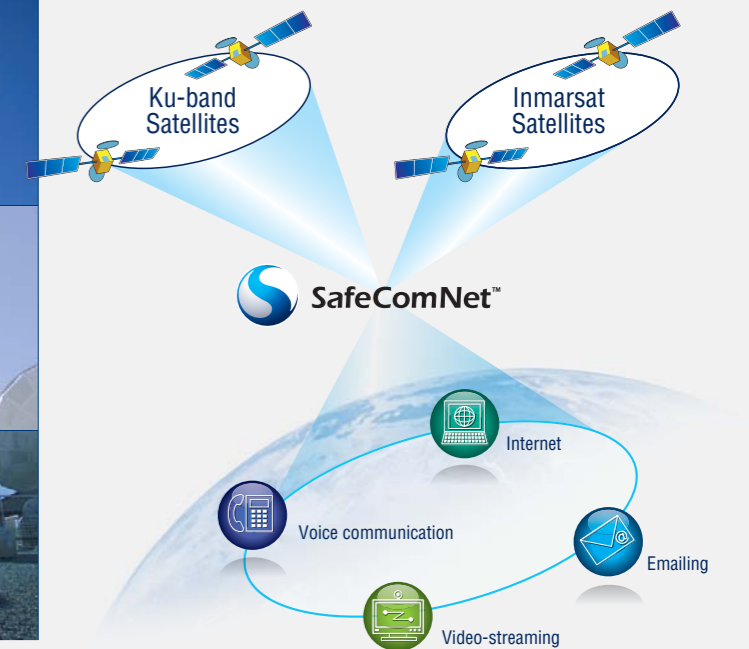 Ku-band
Satellites
Inmarsat
Satellites
SafeComNet™
Internet
Voice communication
Emailing
Video-streaming